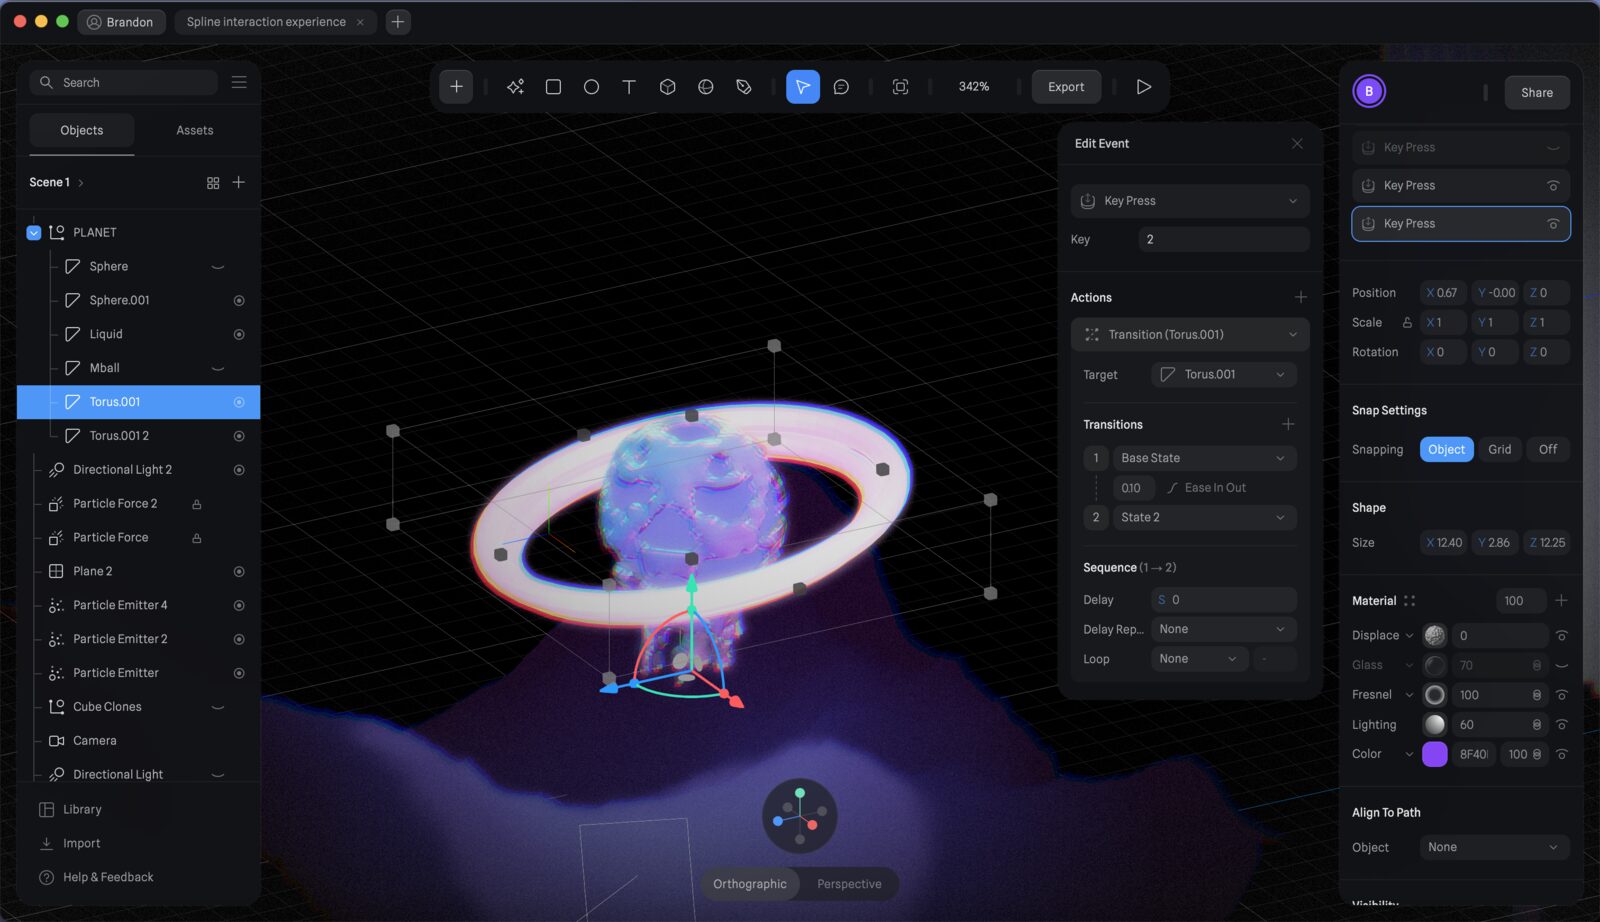 Brandon
Spline interaction experience
Search
Objects Assets
Scene 1
PLANET
Sphere
Sphere.001
Liquid
Mball
Torus.001
Torus.001 2
Directional Light 2
Particle Force 2
Particle Force
Plane 2
Particle Emitter 4
Particle Emitter 2
Particle Emitter
Cube Clones
Camera
Directional Light
Library
Import
Help & Feedback
T
342%
Export
Orthographic Perspective
Edit Event
Key Press
Key 2
Actions
Transition (Torus.001)
Target Torus.001
Transitions
1 Base State
0.10 Ease In Out
2 State 2
Sequence (1 → 2)
Delay S 0
Delay Rep... None
Loop None -
B
Share
Key Press
Key Press
Key Press
Position X 0.67 Y -0.00 Z 0
Scale X 1 Y 1 Z 1
Rotation X 0 Y 0 Z 0
Snap Settings
Snapping Object Grid Off
Shape
Size X 12.40 Y 2.86 Z 12.25
Material 100
Displace 0
Glass 70
Fresnel 100
Lighting 60
Color 8F40 100
Align To Path
Object None
Visibility